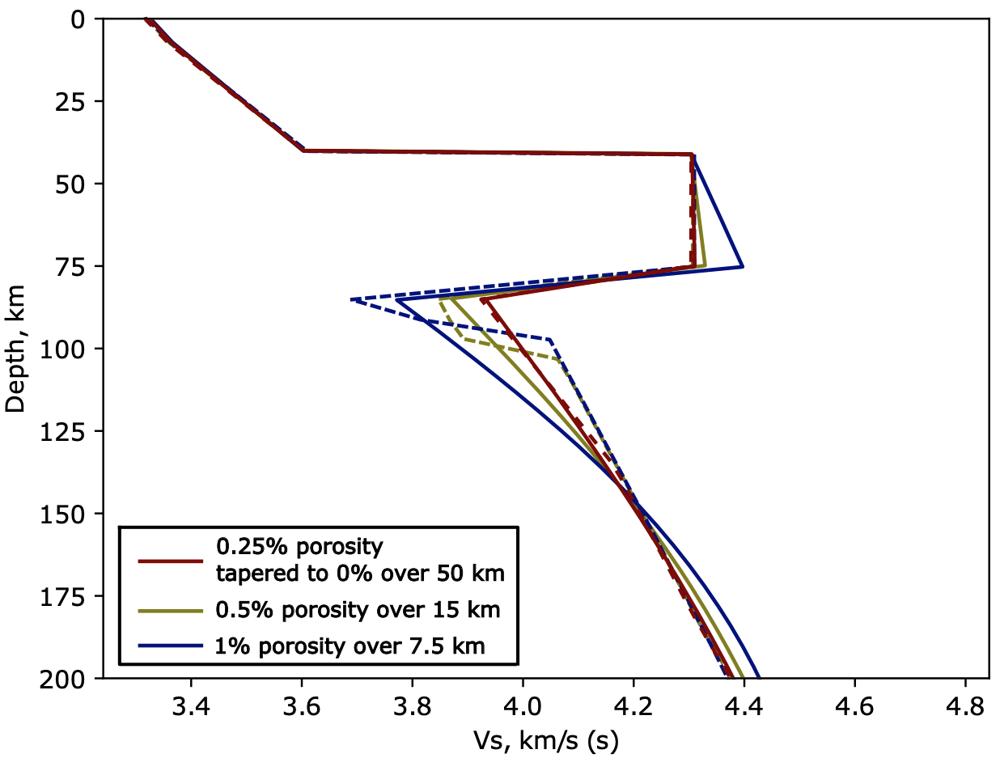 0
25
50
75
100
125
150
175
200
Depth, km
0.25% porosity
tapered to 0% over 50 km
0.5% porosity over 15 km
1% porosity over 7.5 km
3.4 3.6 3.8 4.0 4.2 4.4 4.6 4.8
Vs, km/s (s)